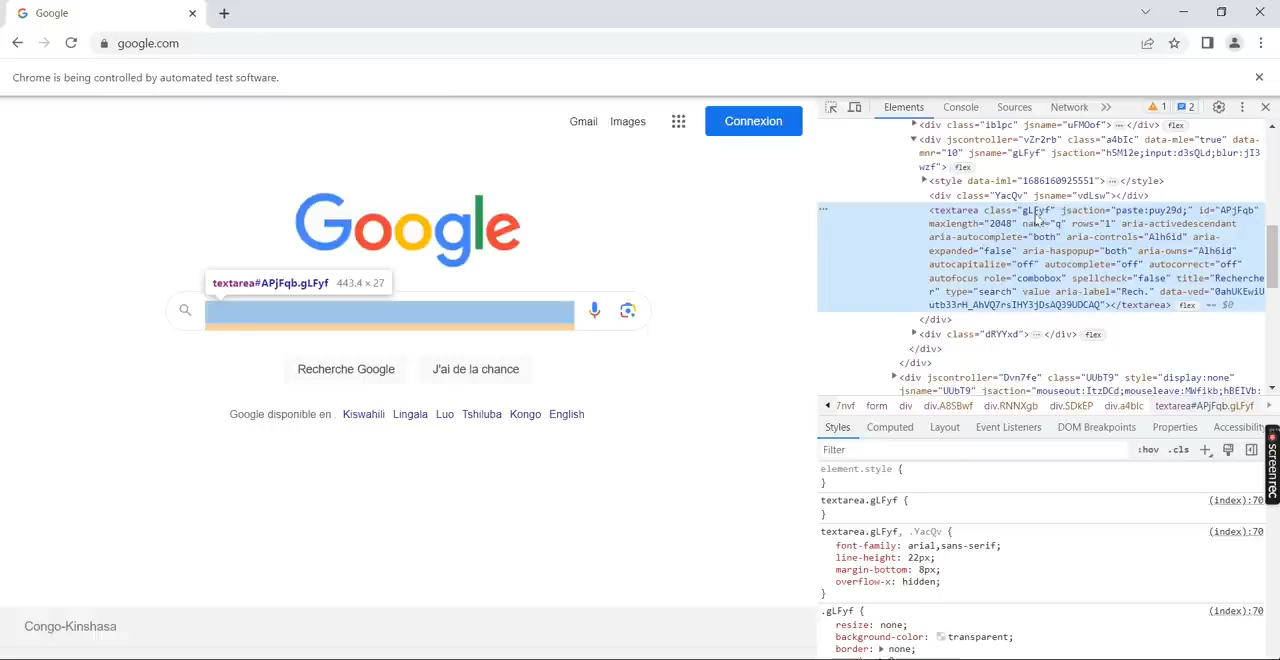 Google
google.com
Chrome is being controlled by automated test software.
Gmail Images Connexion
Google
textarea#APjFqb.gLFyf 443.4 × 27
Recherche Google J'ai de la chance
Google disponible en : Kiswahili Lingala Luo Tshiluba Kongo English
Congo-Kinshasa
Elements Console Sources Network 1 2
<div class="iblpc" jsname="uFMOof">…</div> flex
<div jscontroller="vZr2rb" class="a4bIc" data-mle="true" data-
mnr="10" jsname="gLFyf" jsaction="h5M12e;input:d3sQLd;blur:jI3
wzf"> flex
<style data-iml="1686160925551">…</style>
<div class="YacQv" jsname="vdLsw"></div>
<textarea class="gLFyf" jsaction="paste:puy29d;" id="APjFqb"
maxlength="2048" name="q" rows="1" aria-activedescendant
aria-autocomplete="both" aria-controls="Alh6id" aria-
expanded="false" aria-haspopup="both" aria-owns="Alh6id"
autocapitalize="off" autocomplete="off" autocorrect="off"
autofocus role="combobox" spellcheck="false" title="Recherche
r" type="search" value aria-label="Rech." data-ved="0ahUKEwiU
utb33rH_AhVQ7rsIHY3jDsAQ39UDCAQ"></textarea> flex == $0
</div>
<div class="dRYYxd">…</div> flex
</div>
</div>
<div jscontroller="Dvn7fe" class="UUbT9" style="display:none"
jsname="UUbT9" jsaction="mouseout:ItzDCd;mouseleave:MWfikb;hBEIVb:
7nvf form div div.A8SBwf div.RNNXgb div.SDkEP div.a4bIc textarea#APjFqb.gLFyf
Styles Computed Layout Event Listeners DOM Breakpoints Properties Accessibility
Filter :hov .cls
element.style {
}
textarea.gLFyf { (index):70
}
textarea.gLFyf, .YacQv { (index):70
font-family: arial,sans-serif;
line-height: 22px;
margin-bottom: 8px;
overflow-x: hidden;
}
.gLFyf { (index):70
resize: none;
background-color: transparent;
border: none;
screenrec